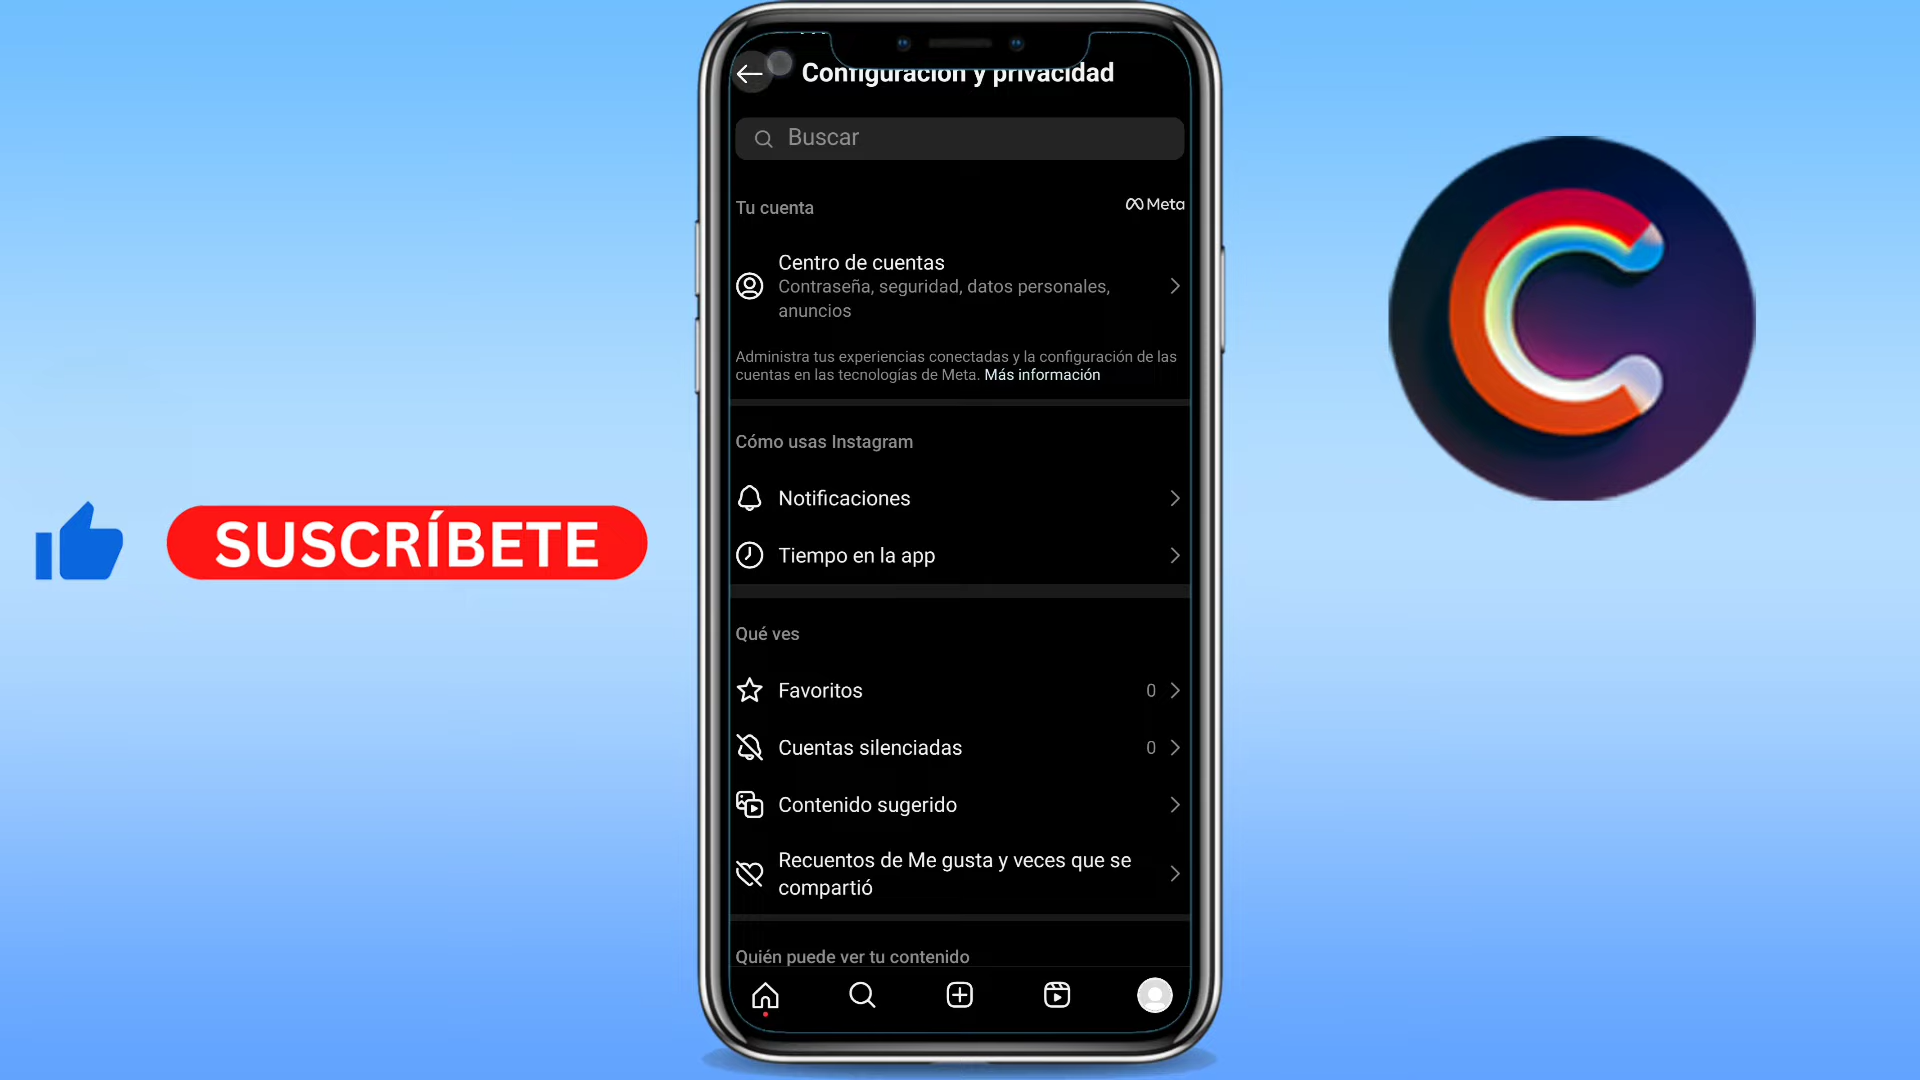 Configuración y privacidad
Buscar
Tu cuenta
Meta
Centro de cuentas
Contraseña, seguridad, datos personales,
anuncios
Administra tus experiencias conectadas y la configuración de las
cuentas en las tecnologías de Meta. Más información
Cómo usas Instagram
Notificaciones
Tiempo en la app
Qué ves
Favoritos 0
Cuentas silenciadas 0
Contenido sugerido
Recuentos de Me gusta y veces que se
compartió
Quién puede ver tu contenido
SUSCRÍBETE
C